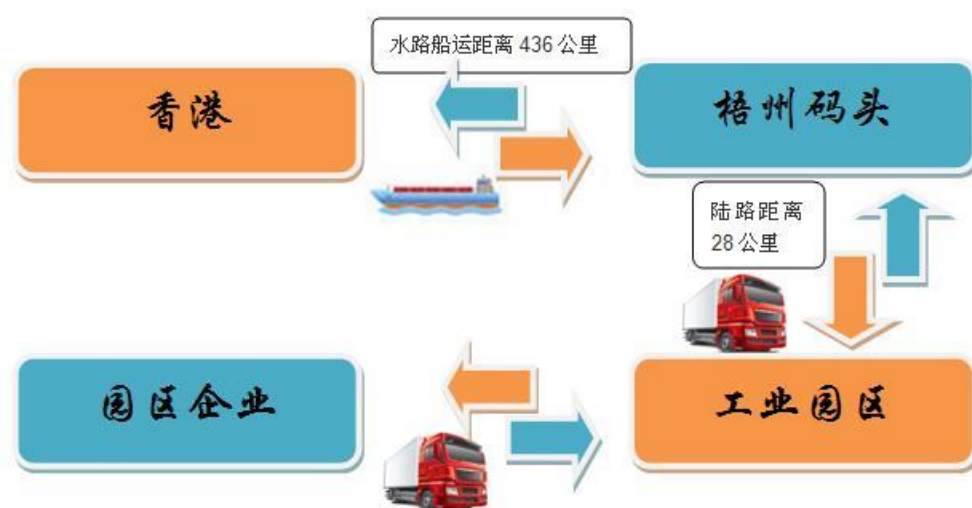 水路船运距离 436 公里
香港
梧州码头
陆路距离
28 公里
园区企业
工业园区